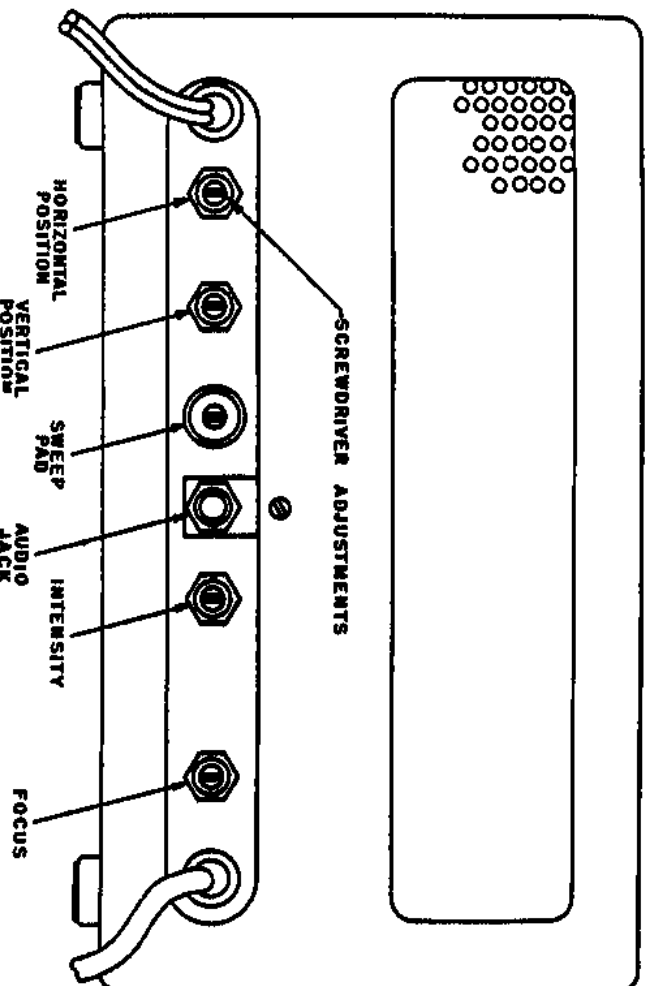 SCREWDRIVER ADJUSTMENTS
HORIZONTAL
POSITION
VERTICAL
POSITION
SWEEP
PAD
AUDIO
JACK
INTENSITY
FOCUS